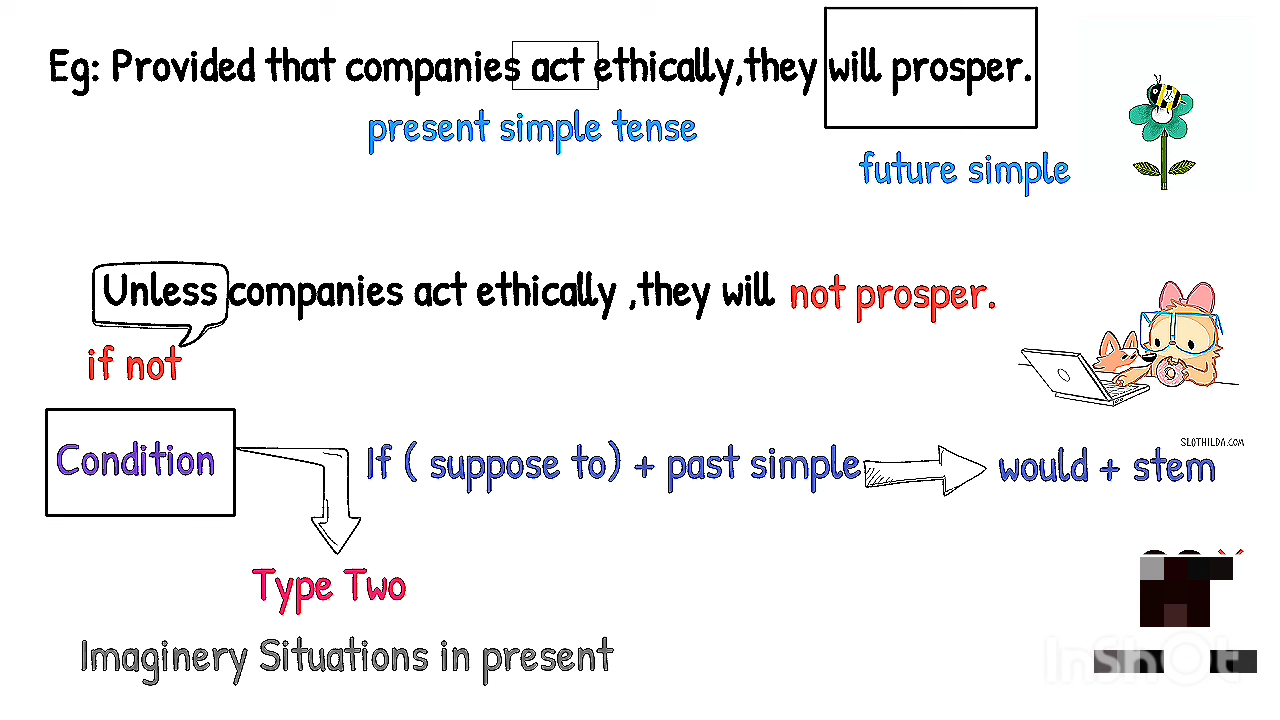 Eg: Provided that companies act ethically,they will prosper.
present simple tense
future simple
Unless companies act ethically ,they will not prosper.
if not
SLOTHILDA.COM
Condition
If ( suppose to) + past simple
would + stem
Type Two
Imaginery Situations in present
InShOt